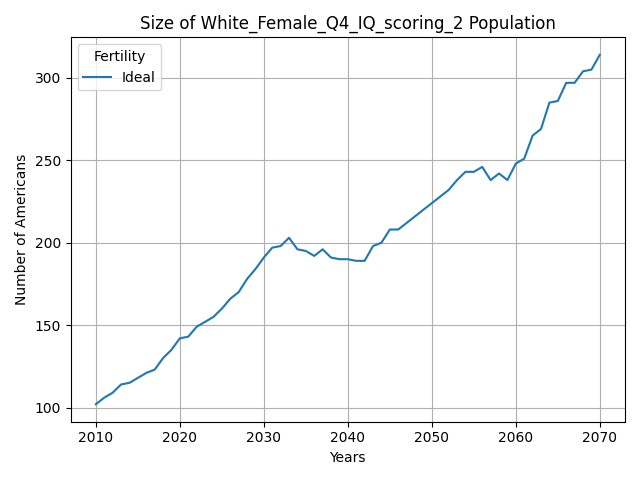 Size of White_Female_Q4_IQ_scoring_2 Population
Fertility
Ideal
Number of Americans
300
250
200
150
100
2010 2020 2030 2040 2050 2060 2070
Years